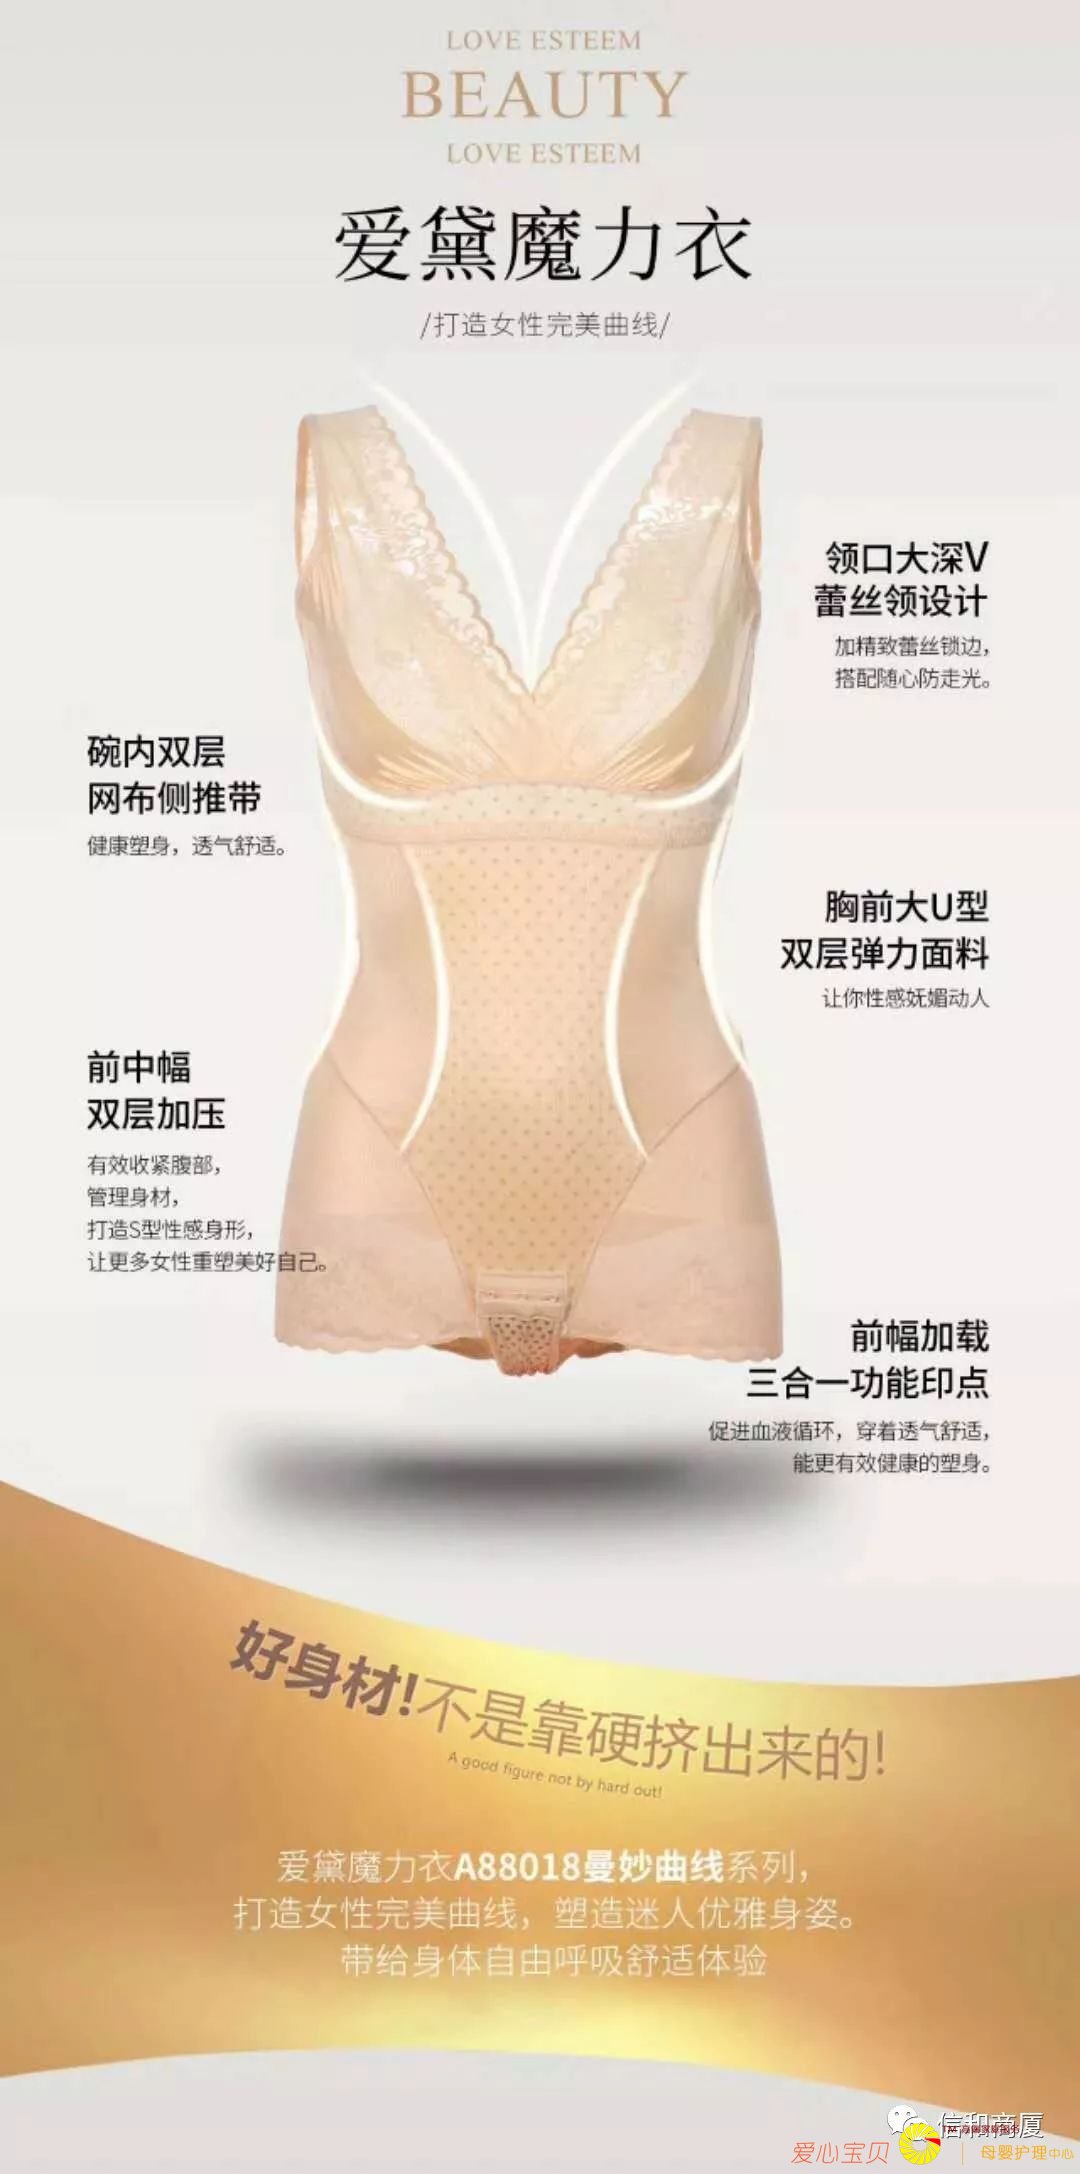 LOVE ESTEEM
BEAUTY
LOVE ESTEEM
爱黛魔力衣
/打造女性完美曲线/
领口大深V
蕾丝领设计
加精致蕾丝锁边，
搭配随心防走光。
碗内双层
网布侧推带
健康塑身，透气舒适。
胸前大U型
双层弹力面料
让你性感妩媚动人
前中幅
双层加压
有效收紧腹部，
管理身材，
打造S型性感身形，
让更多女性重塑美好自己。
前幅加载
三合一功能印点
促进血液循环，穿着透气舒适，
能更有效健康的塑身。
好身材!不是靠硬挤出来的!
A good figure not by hard out!
爱黛魔力衣A88018曼妙曲线系列，
打造女性完美曲线，塑造迷人优雅身姿。
带给身体自由呼吸舒适体验
信和商厦
爱心宝贝
母婴护理中心